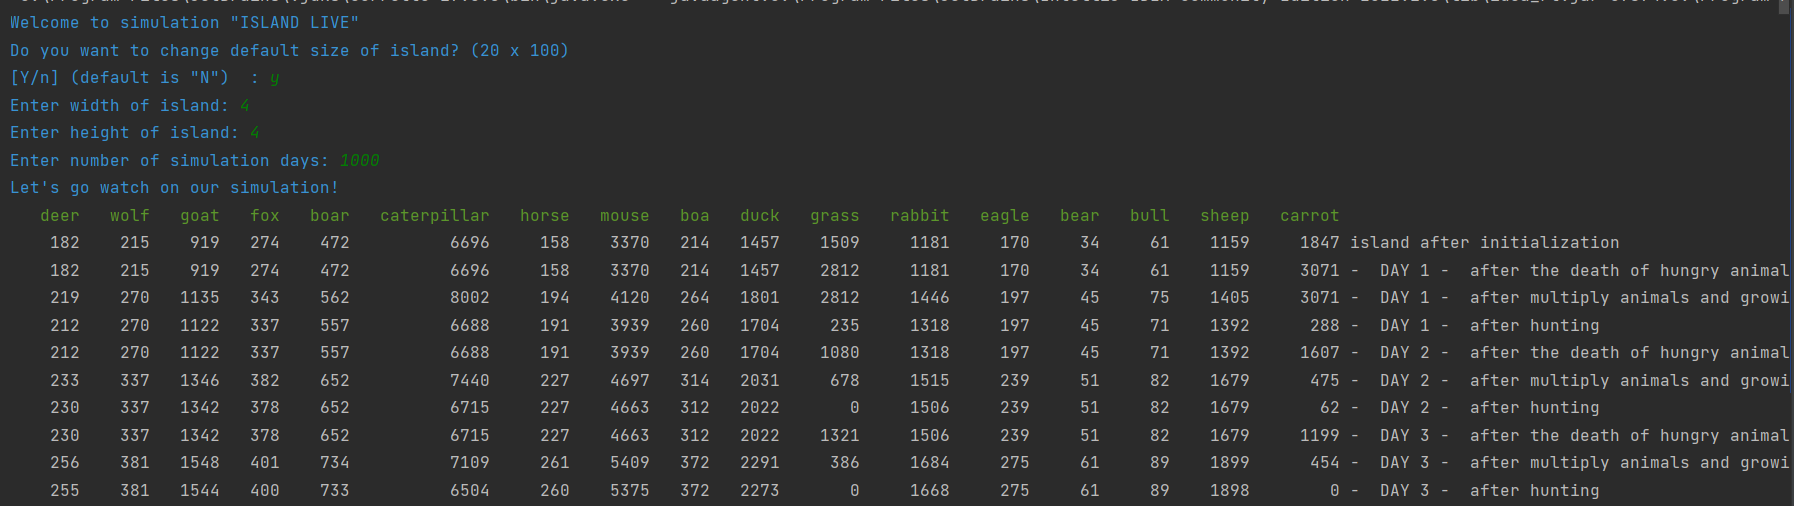 Welcome to simulation "ISLAND LIVE"
Do you want to change default size of island? (20 x 100)
[Y/n] (default is "N")  : y
Enter width of island: 4
Enter height of island: 4
Enter number of simulation days: 1000
Let's go watch on our simulation!
deer wolf goat fox boar caterpillar horse mouse boa duck grass rabbit eagle bear bull sheep carrot
182 215 919 274 472 6696 158 3370 214 1457 1509 1181 170 34 61 1159 1847 island after initialization
182 215 919 274 472 6696 158 3370 214 1457 2812 1181 170 34 61 1159 3071 -  DAY 1 -  after the death of hungry animal
219 270 1135 343 562 8002 194 4120 264 1801 2812 1446 197 45 75 1405 3071 -  DAY 1 -  after multiply animals and growi
212 270 1122 337 557 6688 191 3939 260 1704 235 1318 197 45 71 1392 288 -  DAY 1 -  after hunting
212 270 1122 337 557 6688 191 3939 260 1704 1080 1318 197 45 71 1392 1607 -  DAY 2 -  after the death of hungry animal
233 337 1346 382 652 7440 227 4697 314 2031 678 1515 239 51 82 1679 475 -  DAY 2 -  after multiply animals and growi
230 337 1342 378 652 6715 227 4663 312 2022 0 1506 239 51 82 1679 62 -  DAY 2 -  after hunting
230 337 1342 378 652 6715 227 4663 312 2022 1321 1506 239 51 82 1679 1199 -  DAY 3 -  after the death of hungry animal
256 381 1548 401 734 7109 261 5409 372 2291 386 1684 275 61 89 1899 454 -  DAY 3 -  after multiply animals and growi
255 381 1544 400 733 6504 260 5375 372 2273 0 1668 275 61 89 1898 0 -  DAY 3 -  after hunting